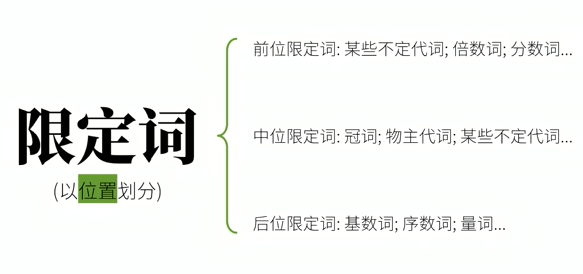 前位限定词: 某些不定代词; 倍数词; 分数词...
限定词
中位限定词: 冠词; 物主代词; 某些不定代词...
(以位置划分)
后位限定词: 基数词; 序数词; 量词...